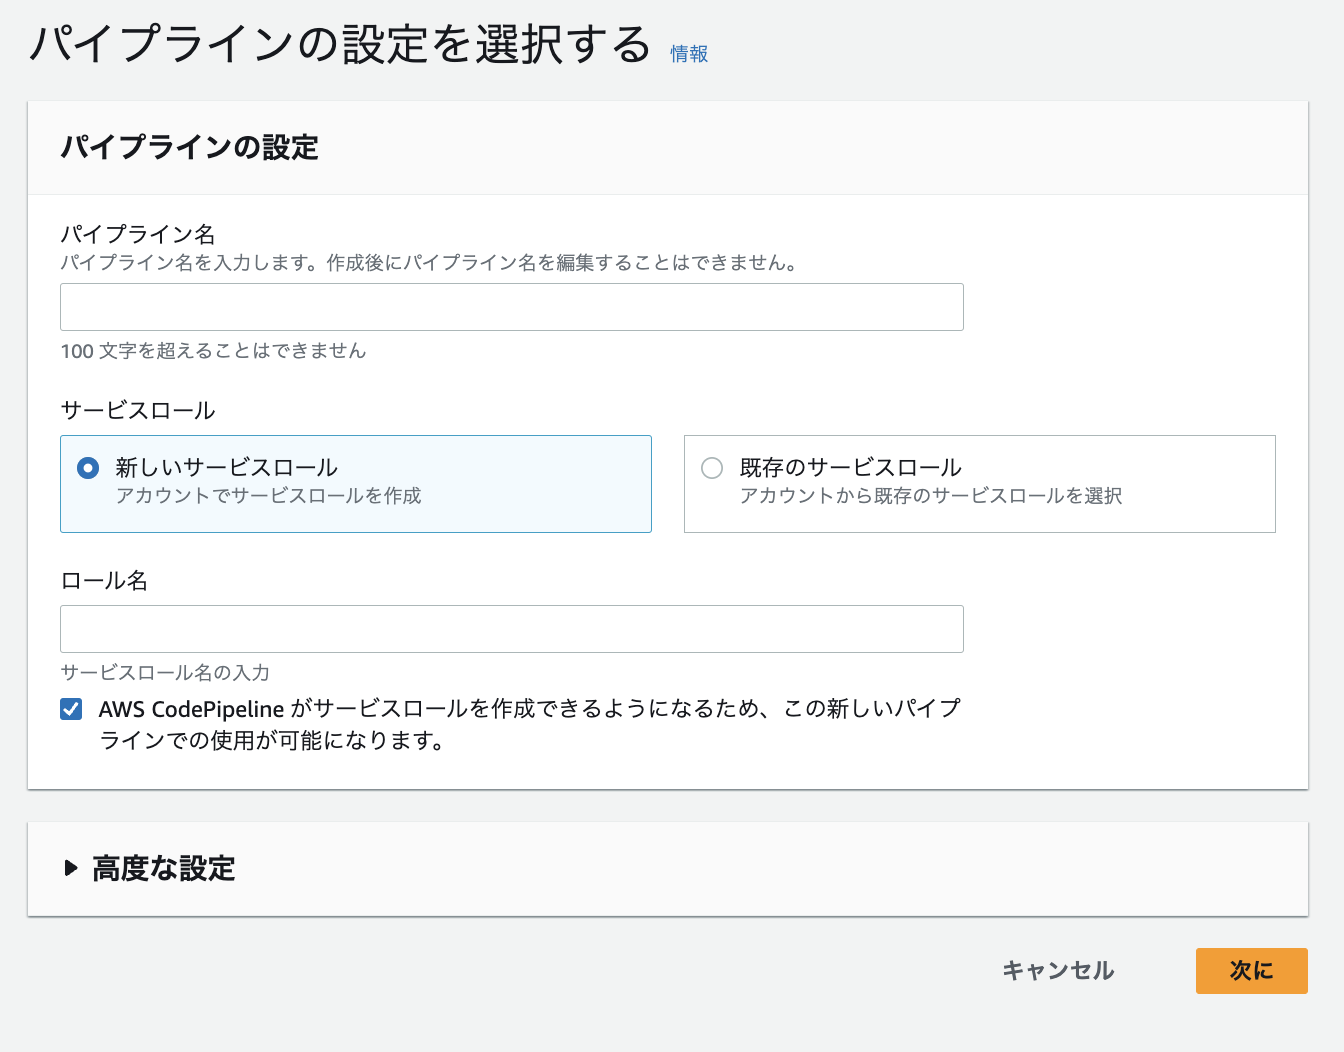 パイプラインの設定を選択する 情報
パイプラインの設定
パイプライン名
パイプライン名を入力します。作成後にパイプライン名を編集することはできません。
100 文字を超えることはできません
サービスロール
新しいサービスロール
アカウントでサービスロールを作成
既存のサービスロール
アカウントから既存のサービスロールを選択
ロール名
サービスロール名の入力
AWS CodePipeline がサービスロールを作成できるようになるため、この新しいパイプ
ラインでの使用が可能になります。
高度な設定
キャンセル
次に